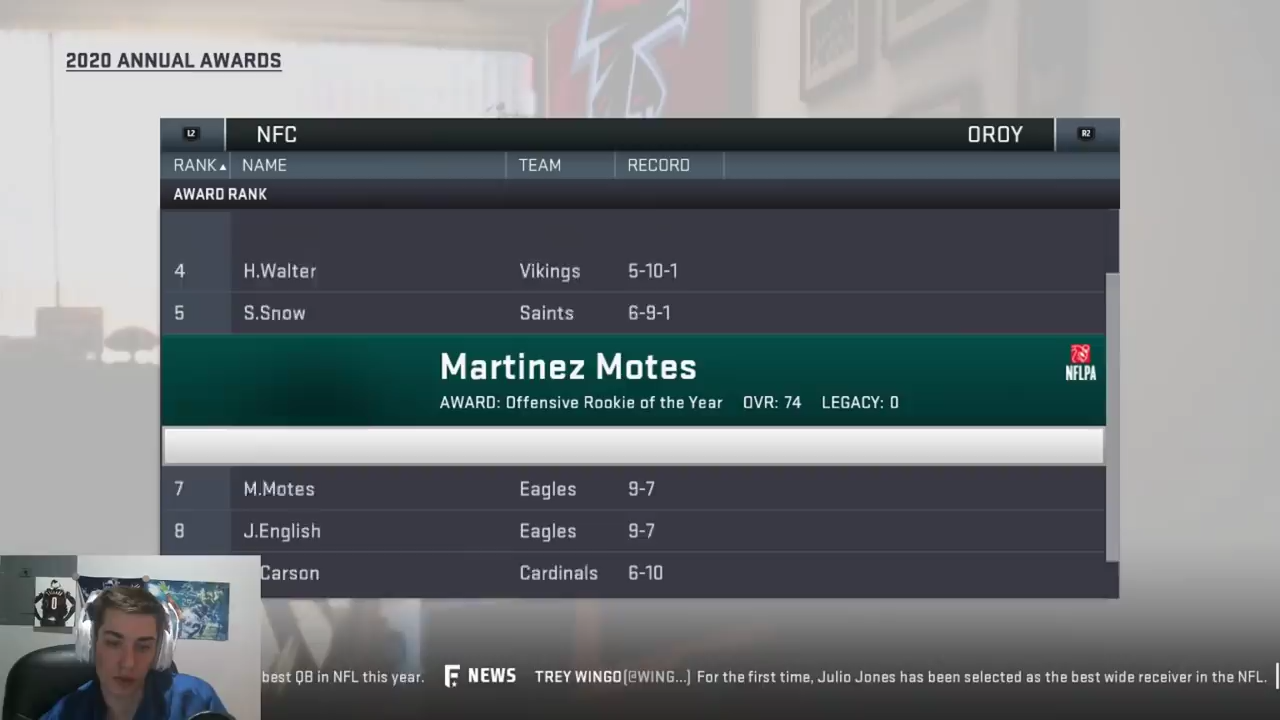 2020 ANNUAL AWARDS
L2 NFC OROY R2
RANK NAME TEAM RECORD
AWARD RANK
4 H.Walter Vikings 5-10-1
5 S.Snow Saints 6-9-1
Martinez Motes
NFLPA
AWARD: Offensive Rookie of the Year OVR: 74 LEGACY: 0
7 M.Motes Eagles 9-7
8 J.English Eagles 9-7
Carson Cardinals 6-10
0
best QB in NFL this year. F. NEWS TREY WINGO(@WING...) For the first time, Julio Jones has been selected as the best wide receiver in the NFL.